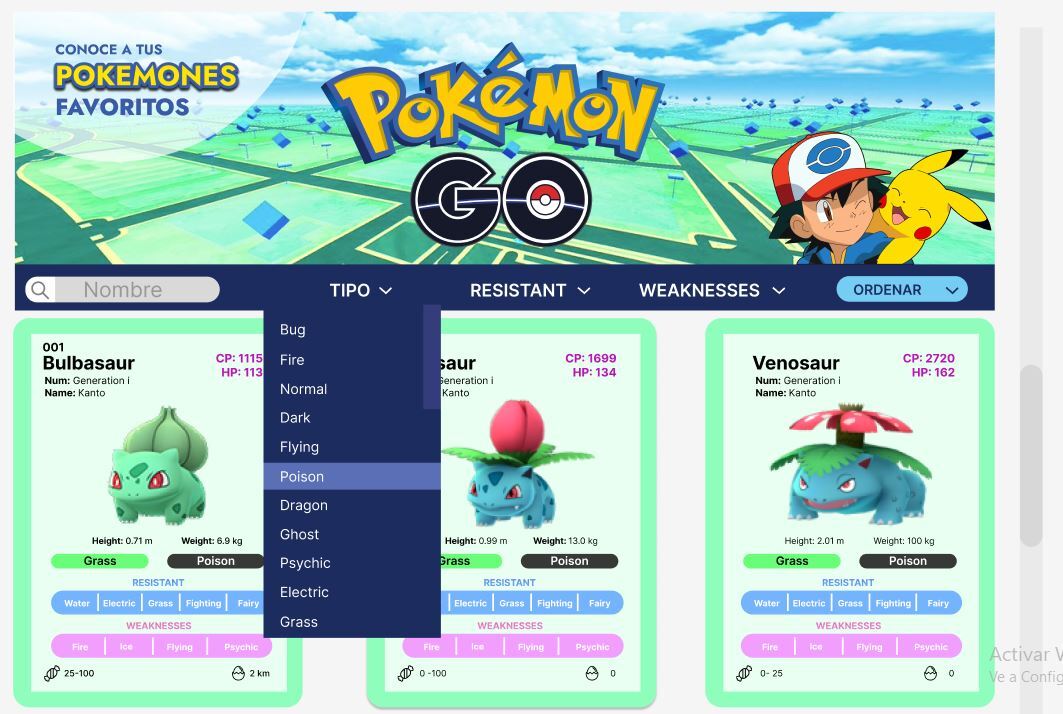 CONOCE A TUS
POKEMONES
FAVORITOS
POKÉMON
GO
Nombre
TIPO
RESISTANT
WEAKNESSES
ORDENAR
Bug
Fire
Normal
Dark
Flying
Poison
Dragon
Ghost
Psychic
Electric
Grass
001
Bulbasaur
CP: 1115
HP: 113
Num: Generation i
Name: Kanto
Height: 0.71 m Weight: 6.9 kg
Grass Poison
RESISTANT
Water Electric Grass Fighting Fairy
WEAKNESSES
Fire Ice Flying Psychic
25-100 2 km
saur
CP: 1699
HP: 134
Generation i
Kanto
Height: 0.99 m Weight: 13.0 kg
Grass Poison
RESISTANT
Electric Grass Fighting Fairy
WEAKNESSES
Fire Ice Flying Psychic
0 -100 0
Venosaur
CP: 2720
HP: 162
Num: Generation i
Name: Kanto
Height: 2.01 m Weight: 100 kg
Grass Poison
RESISTANT
Water Electric Grass Fighting Fairy
WEAKNESSES
Fire Ice Flying Psychic
0- 25 0
Activar W
Ve a Config